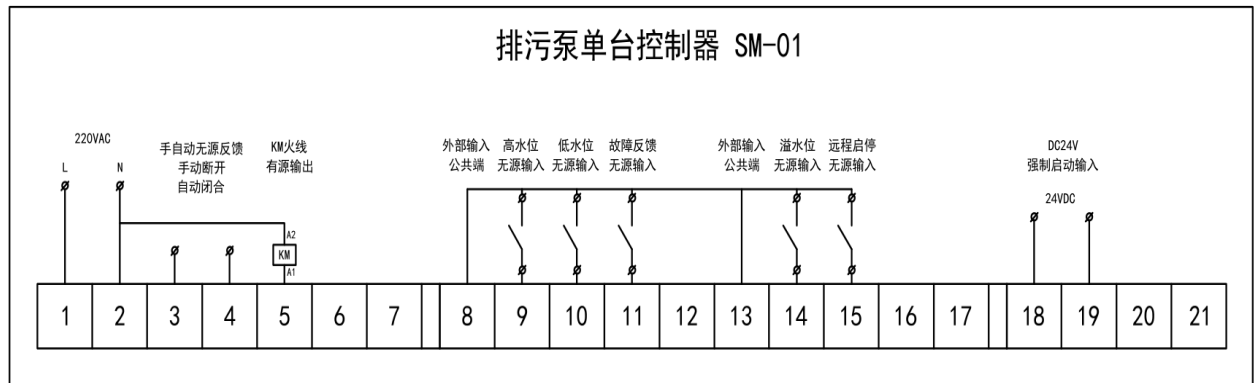 排污泵单台控制器 SM-01
220VAC
L
N
手自动无源反馈
手动断开
自动闭合
KM火线
有源输出
A2
KM
A1
外部输入
公共端
高水位
无源输入
低水位
无源输入
故障反馈
无源输入
外部输入
公共端
溢水位
无源输入
远程启停
无源输入
DC24V
强制启动输入
24VDC
1 2 3 4 5 6 7 8 9 10 11 12 13 14 15 16 17 18 19 20 21